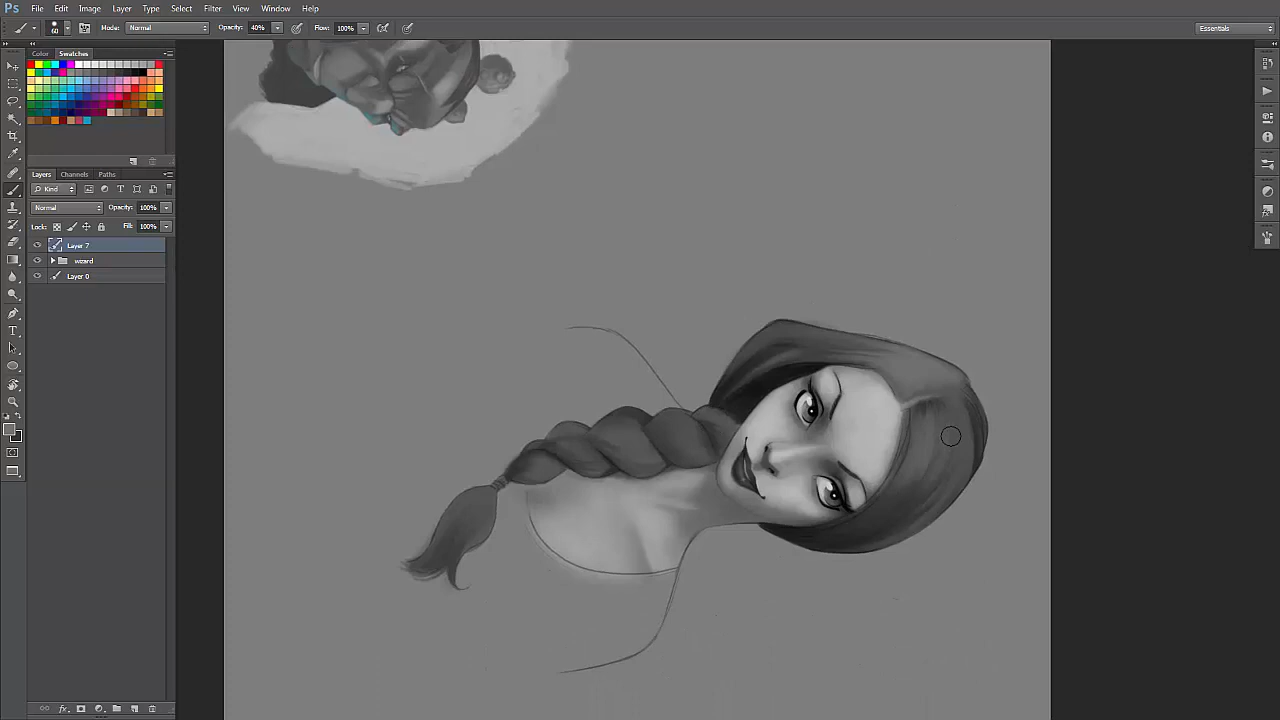 Ps File Edit Image Layer Type Select Filter View Window Help
60 Mode: Normal Opacity: 40% Flow: 100% Essentials
Color Swatches
Layers Channels Paths
Kind
Normal Opacity: 100%
Lock: Fill: 100%
Layer 7
wizard
Layer 0